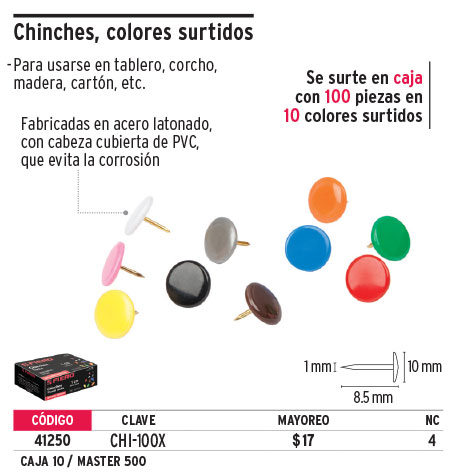 Chinches, colores surtidos
-Para usarse en tablero, corcho,
madera, cartón, etc.
Se surte en caja
con 100 piezas en
10 colores surtidos
Fabricadas en acero latonado,
con cabeza cubierta de PVC,
que evita la corrosión
FIERO
1 mm
10 mm
8.5 mm
CÓDIGO CLAVE MAYOREO NC
41250 CHI-100X $17 4
CAJA 10 / MASTER 500